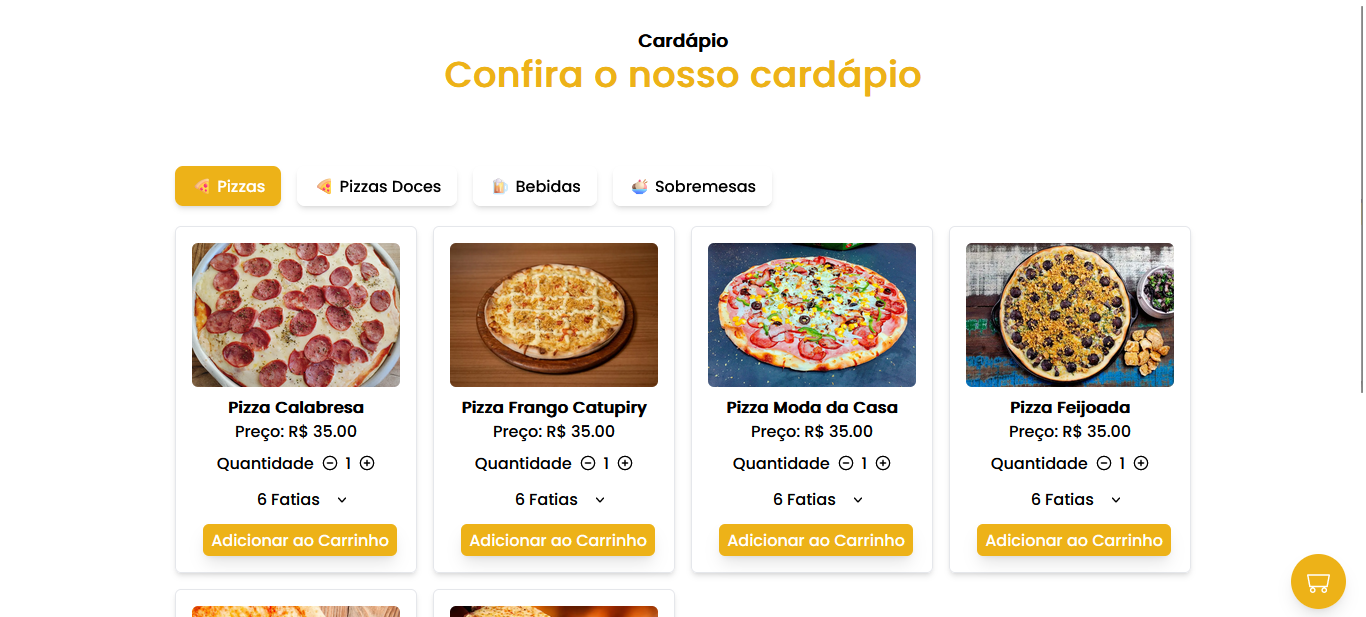 Cardápio
Confira o nosso cardápio
Pizzas
Pizzas Doces
Bebidas
Sobremesas
Pizza Calabresa
Preço: R$ 35.00
Quantidade 1
6 Fatias
Adicionar ao Carrinho
Pizza Frango Catupiry
Preço: R$ 35.00
Quantidade 1
6 Fatias
Adicionar ao Carrinho
Pizza Moda da Casa
Preço: R$ 35.00
Quantidade 1
6 Fatias
Adicionar ao Carrinho
Pizza Feijoada
Preço: R$ 35.00
Quantidade 1
6 Fatias
Adicionar ao Carrinho